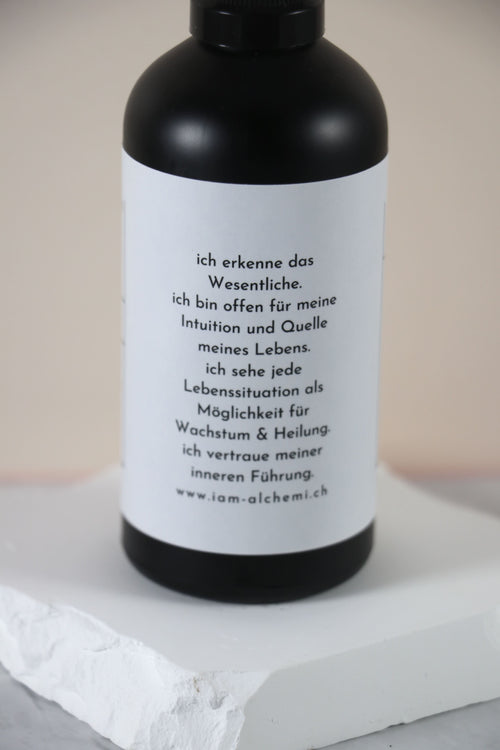 ich erkenne das
Wesentliche.
ich bin offen für meine
Intuition und Quelle
meines Lebens.
ich sehe jede
Lebenssituation als
Möglichkeit für
Wachstum & Heilung.
ich vertraue meiner
inneren Führung.
www.iam-alchemi.ch